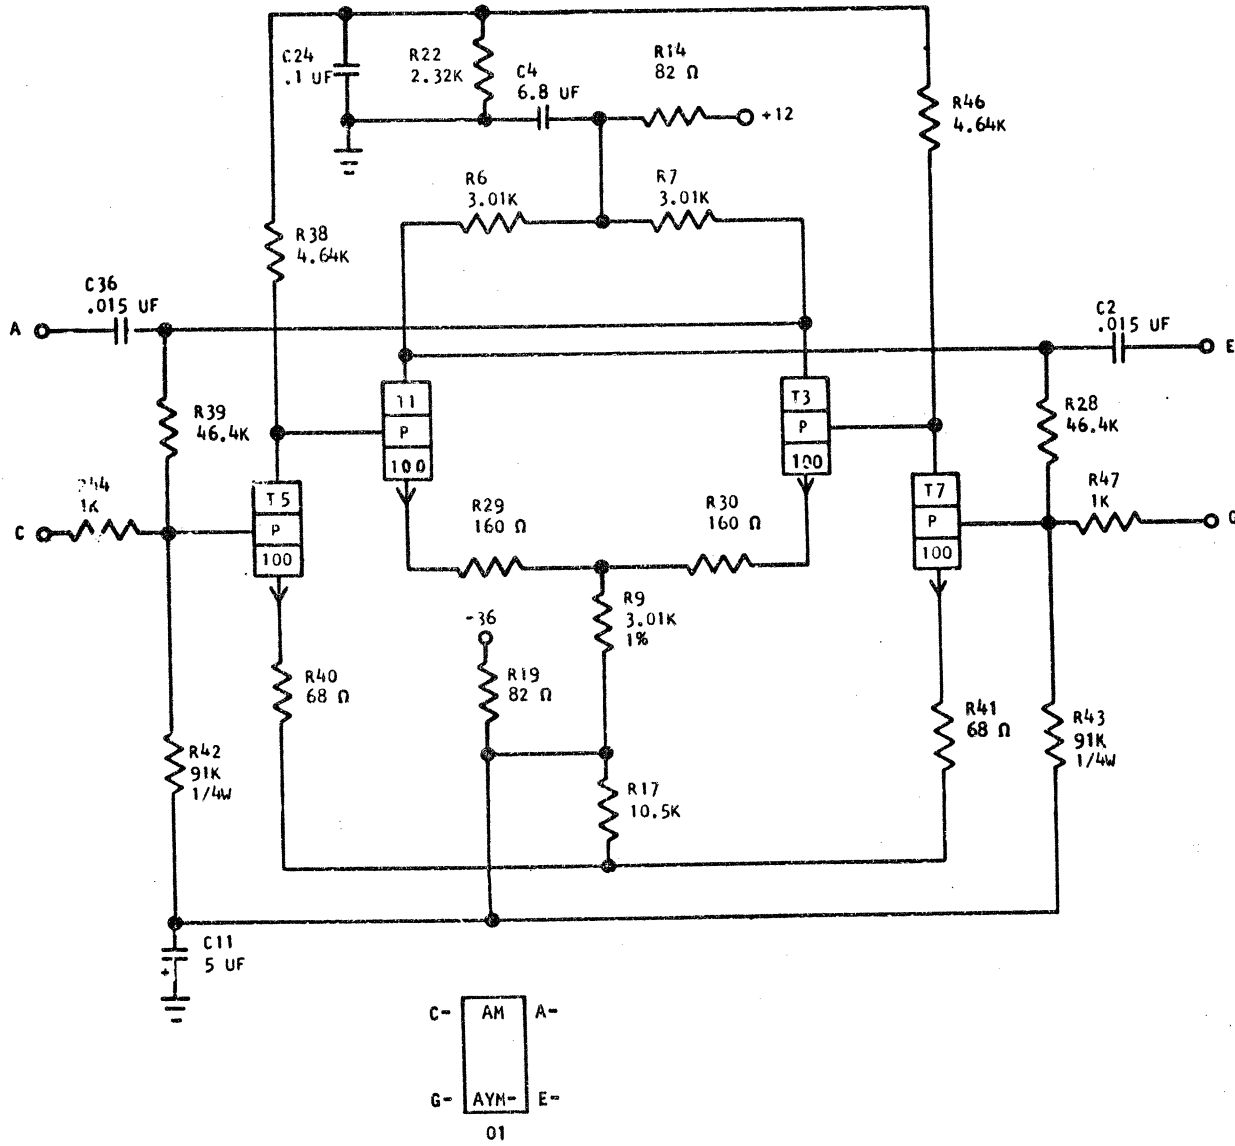 C24
.1 UF
R22
2.32K
C4
6.8 UF
R14
82 Ω
+12
R46
4.64K
R6
3.01K
R7
3.01K
R38
4.64K
C36
.015 UF
A
C2
.015 UF
E
R39
46.4K
T1
P
100
T3
P
100
R28
46.4K
R44
1K
C
T5
P
100
R29
160 Ω
R30
160 Ω
T7
P
100
R47
1K
-36
R9
3.01K
1%
R40
68 Ω
R19
82 Ω
R41
68 Ω
R43
91K
1/4W
R42
91K
1/4W
R17
10.5K
C11
5 UF
+
C-
AM
A-
G-
AYM-
E-
01